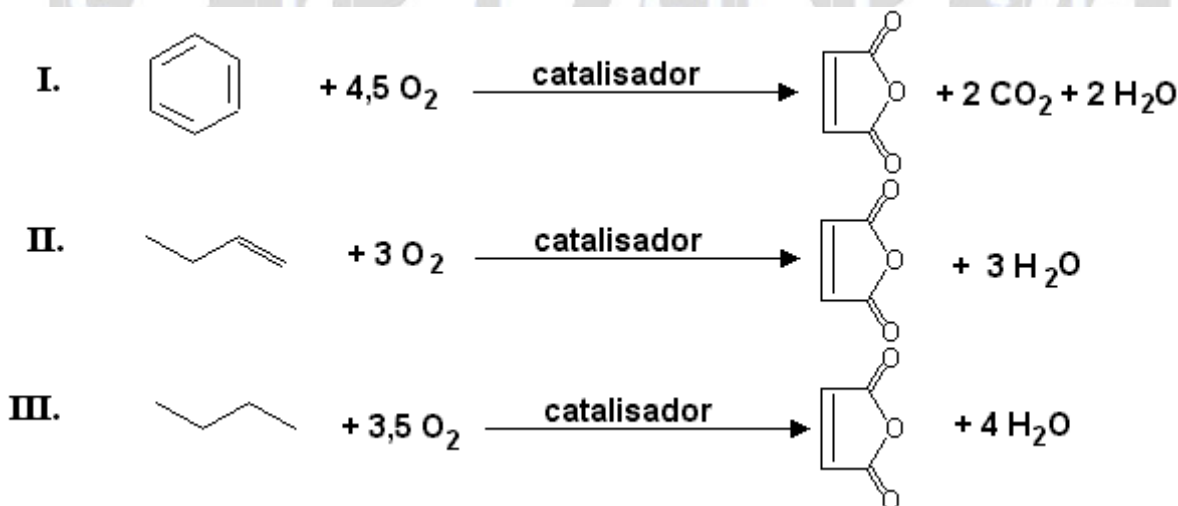 I. + 4,5 O2 catalisador O O O + 2 CO2 + 2 H2O
II. + 3 O2 catalisador O O O + 3 H2O
III. + 3,5 O2 catalisador O O O + 4 H2O